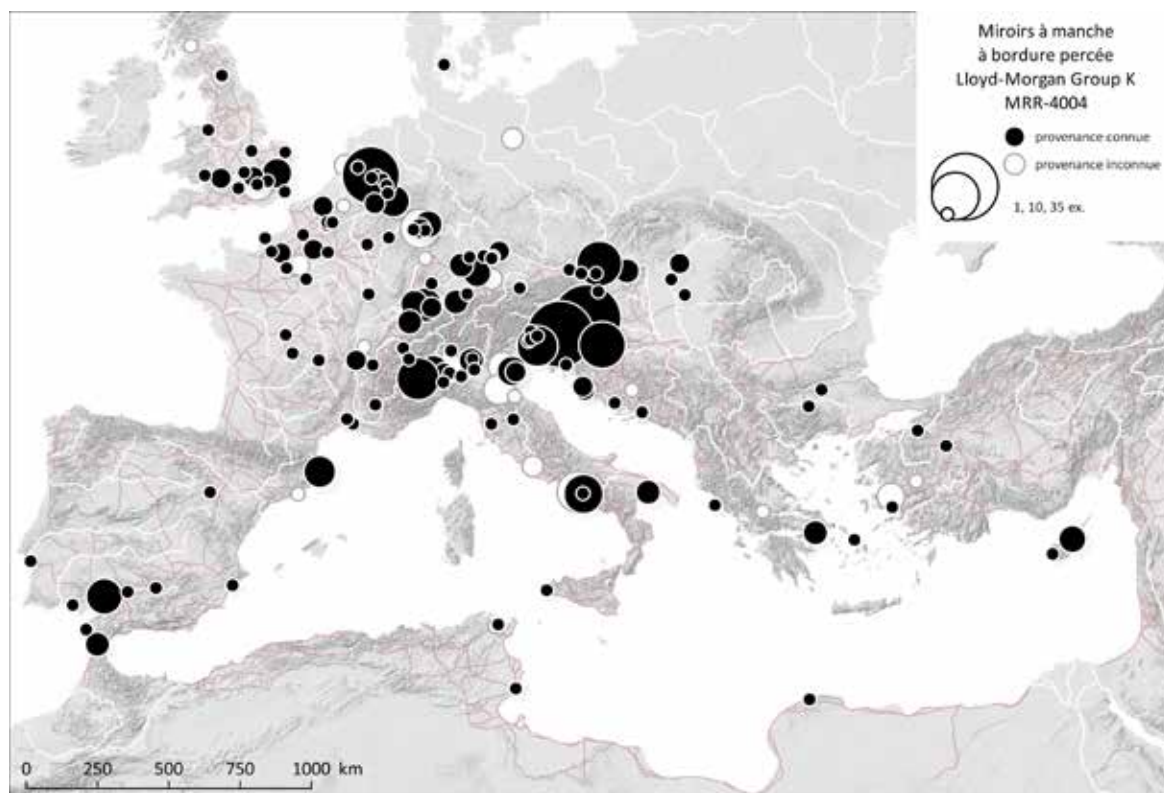 Miroirs à manche
à bordure percée
Lloyd-Morgan Group K
MRR-4004
provenance connue
provenance inconnue
1, 10, 35 ex.
0 250 500 750 1000 km